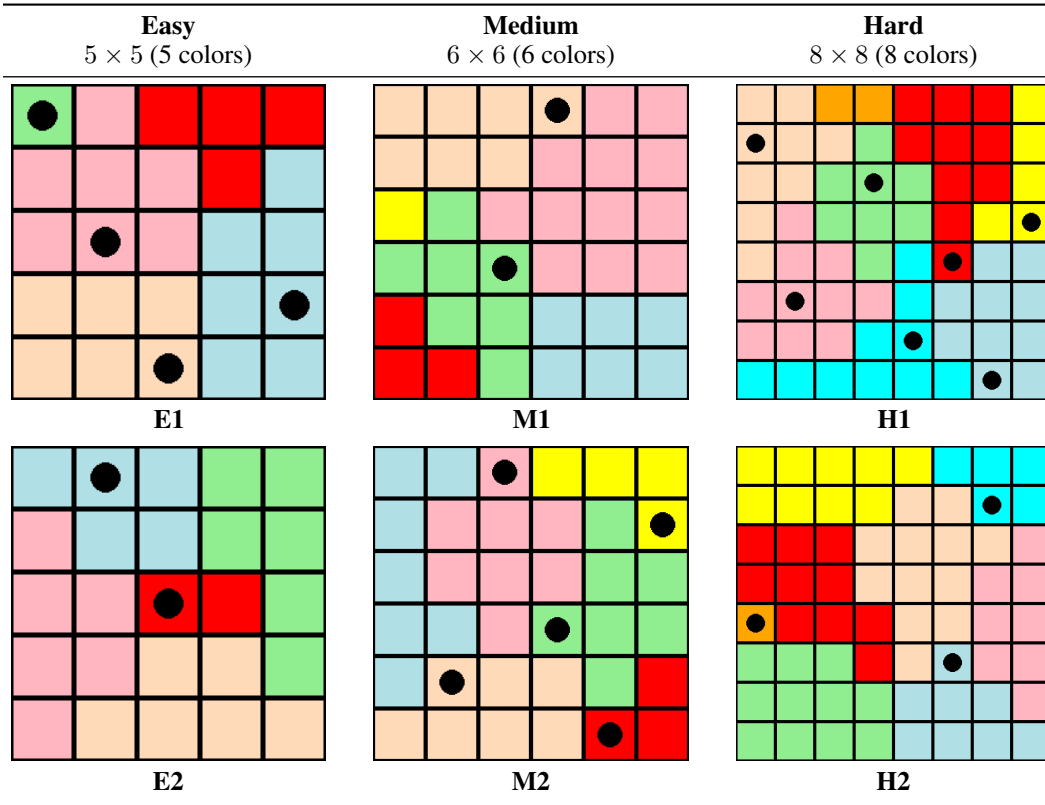 Easy
5 × 5 (5 colors)
Medium
6 × 6 (6 colors)
Hard
8 × 8 (8 colors)
E1
M1
H1
E2
M2
H2